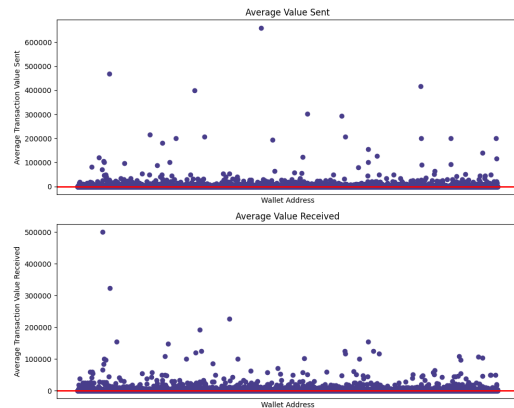 Average Value Sent
600000
500000
400000
300000
200000
100000
0
Average Transaction Value Sent
Wallet Address
Average Value Received
500000
400000
300000
200000
100000
0
Average Transaction Value Received
Wallet Address